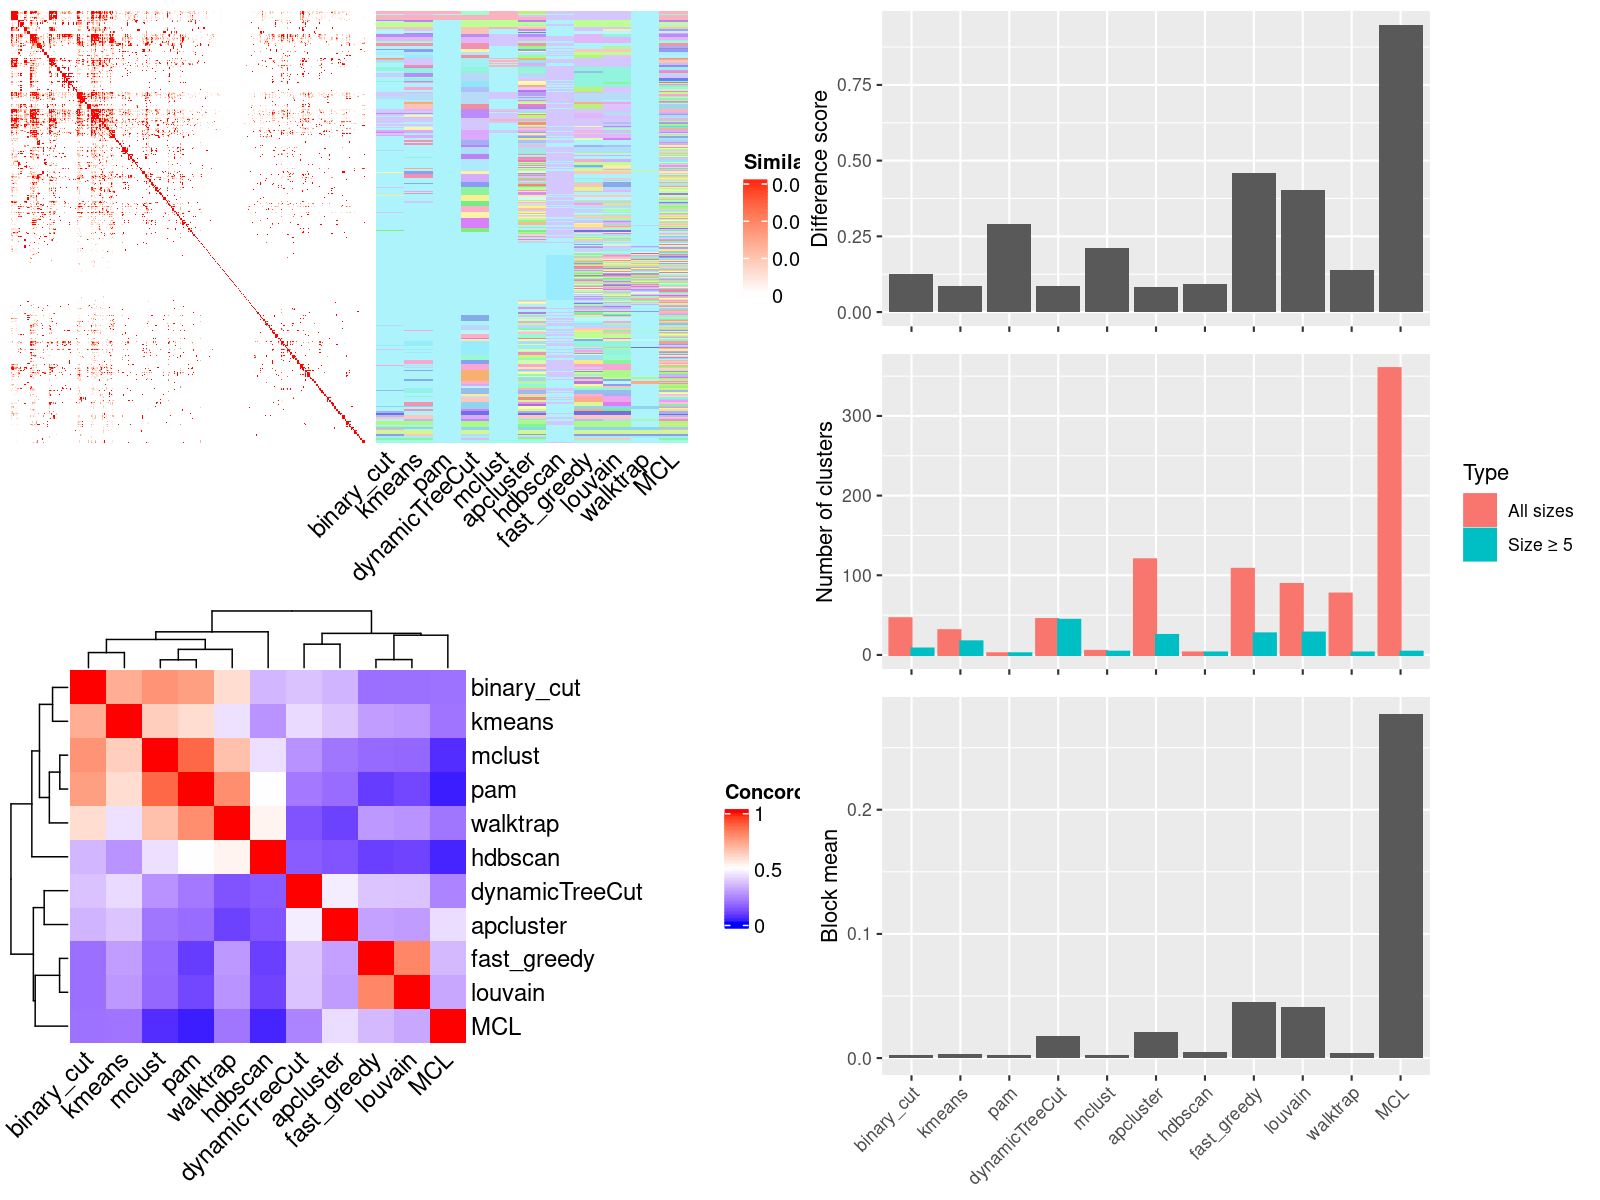 Simila
0.0
0.0
0.0
0
binary_cut
kmeans
pam
dynamicTreeCut
mclust
apcluster
hdbscan
fast_greedy
louvain
walktrap
MCL
Difference score
0.75
0.50
0.25
0.00
Number of clusters
300
200
100
0
Type
All sizes
Size ≥ 5
Block mean
0.2
0.1
0.0
binary_cut
kmeans
pam
dynamicTreeCut
mclust
apcluster
hdbscan
fast_greedy
louvain
walktrap
MCL
binary_cut
kmeans
mclust
pam
walktrap
hdbscan
dynamicTreeCut
apcluster
fast_greedy
louvain
MCL
binary_cut
kmeans
mclust
pam
walktrap
hdbscan
dynamicTreeCut
apcluster
fast_greedy
louvain
MCL
Concord
1
0.5
0